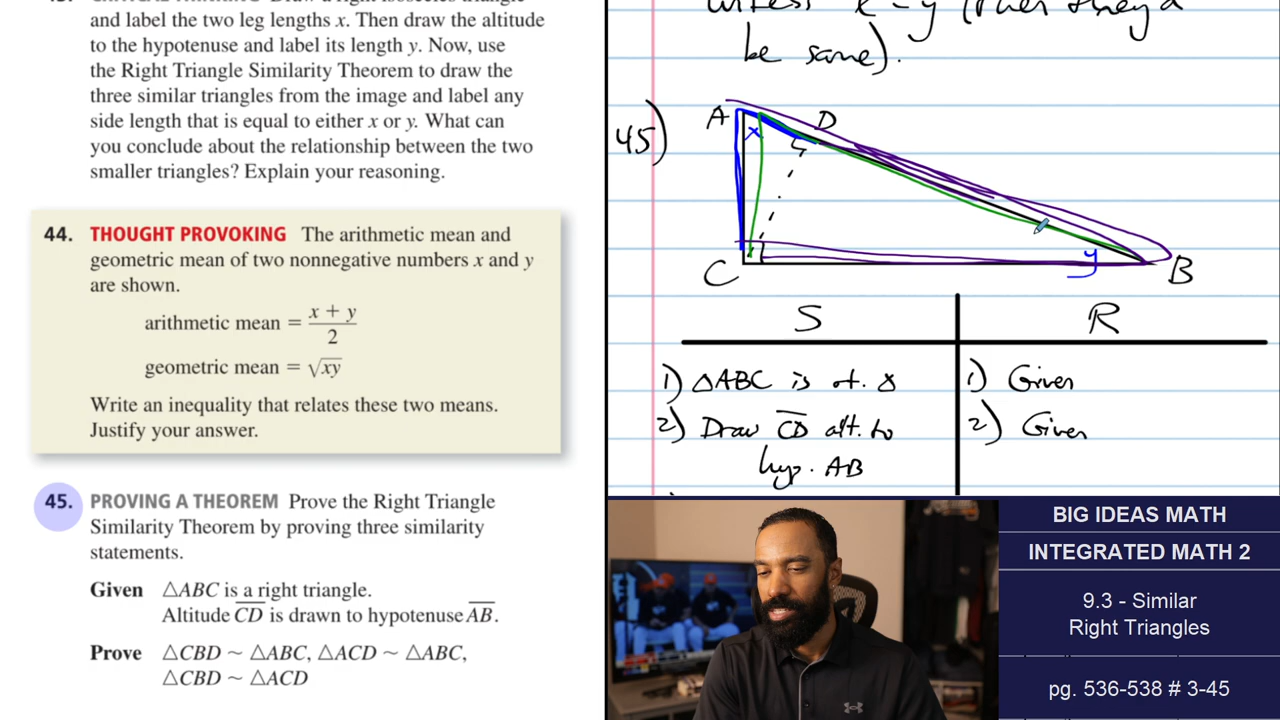 and label the two leg lengths x. Then draw the altitude
to the hypotenuse and label its length y. Now, use
the Right Triangle Similarity Theorem to draw the
three similar triangles from the image and label any
side length that is equal to either x or y. What can
you conclude about the relationship between the two
smaller triangles? Explain your reasoning.
44. THOUGHT PROVOKING The arithmetic mean and
geometric mean of two nonnegative numbers x and y
are shown.
arithmetic mean = x + y / 2
geometric mean = √xy
Write an inequality that relates these two means.
Justify your answer.
45. PROVING A THEOREM Prove the Right Triangle
Similarity Theorem by proving three similarity
statements.
Given △ABC is a right triangle.
Altitude CD is drawn to hypotenuse AB.
Prove △CBD ~ △ABC, △ACD ~ △ABC,
△CBD ~ △ACD
x = y (then they'd
be same).
45)
A
x
D
y
C
B
S
R
1) △ABC is rt. △
1) Given
2) Draw CD alt. to
2) Given
hyp. AB
BIG IDEAS MATH
INTEGRATED MATH 2
9.3 - Similar
Right Triangles
pg. 536-538 # 3-45